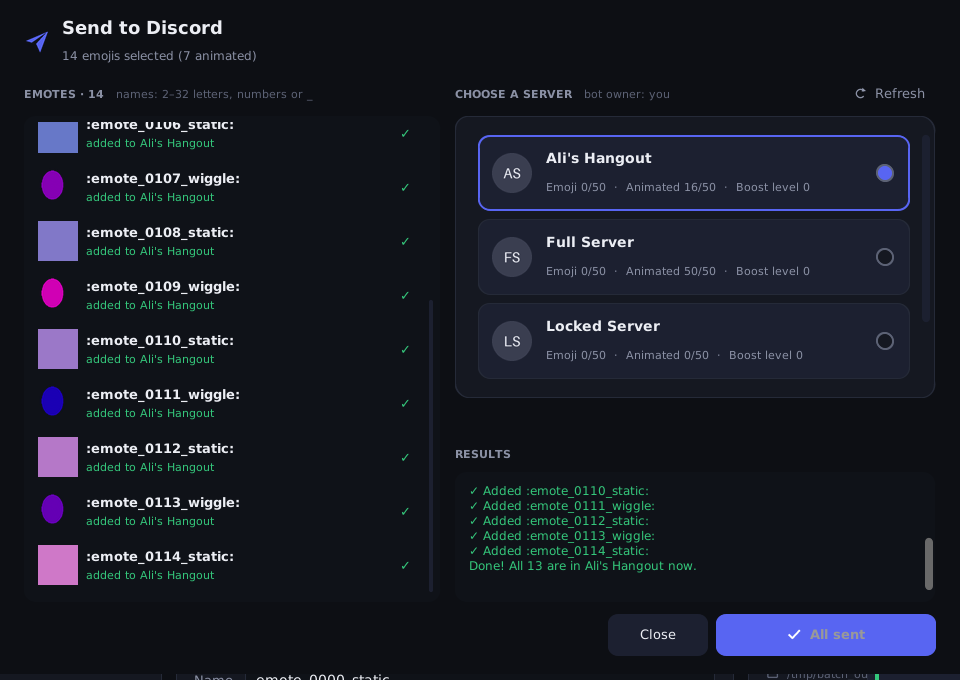 Send to Discord
14 emojis selected (7 animated)
EMOTES · 14 names: 2–32 letters, numbers or _
:emote_0106_static:
added to Ali's Hangout
✓
:emote_0107_wiggle:
added to Ali's Hangout
✓
:emote_0108_static:
added to Ali's Hangout
✓
:emote_0109_wiggle:
added to Ali's Hangout
✓
:emote_0110_static:
added to Ali's Hangout
✓
:emote_0111_wiggle:
added to Ali's Hangout
✓
:emote_0112_static:
added to Ali's Hangout
✓
:emote_0113_wiggle:
added to Ali's Hangout
✓
:emote_0114_static:
added to Ali's Hangout
✓
CHOOSE A SERVER bot owner: you
Refresh
AS
Ali's Hangout
Emoji 0/50 · Animated 16/50 · Boost level 0
FS
Full Server
Emoji 0/50 · Animated 50/50 · Boost level 0
LS
Locked Server
Emoji 0/50 · Animated 0/50 · Boost level 0
RESULTS
✓ Added :emote_0110_static:
✓ Added :emote_0111_wiggle:
✓ Added :emote_0112_static:
✓ Added :emote_0113_wiggle:
✓ Added :emote_0114_static:
Done! All 13 are in Ali's Hangout now.
Close
✓ All sent
Name emote_0000_static
/tmp/batch_od